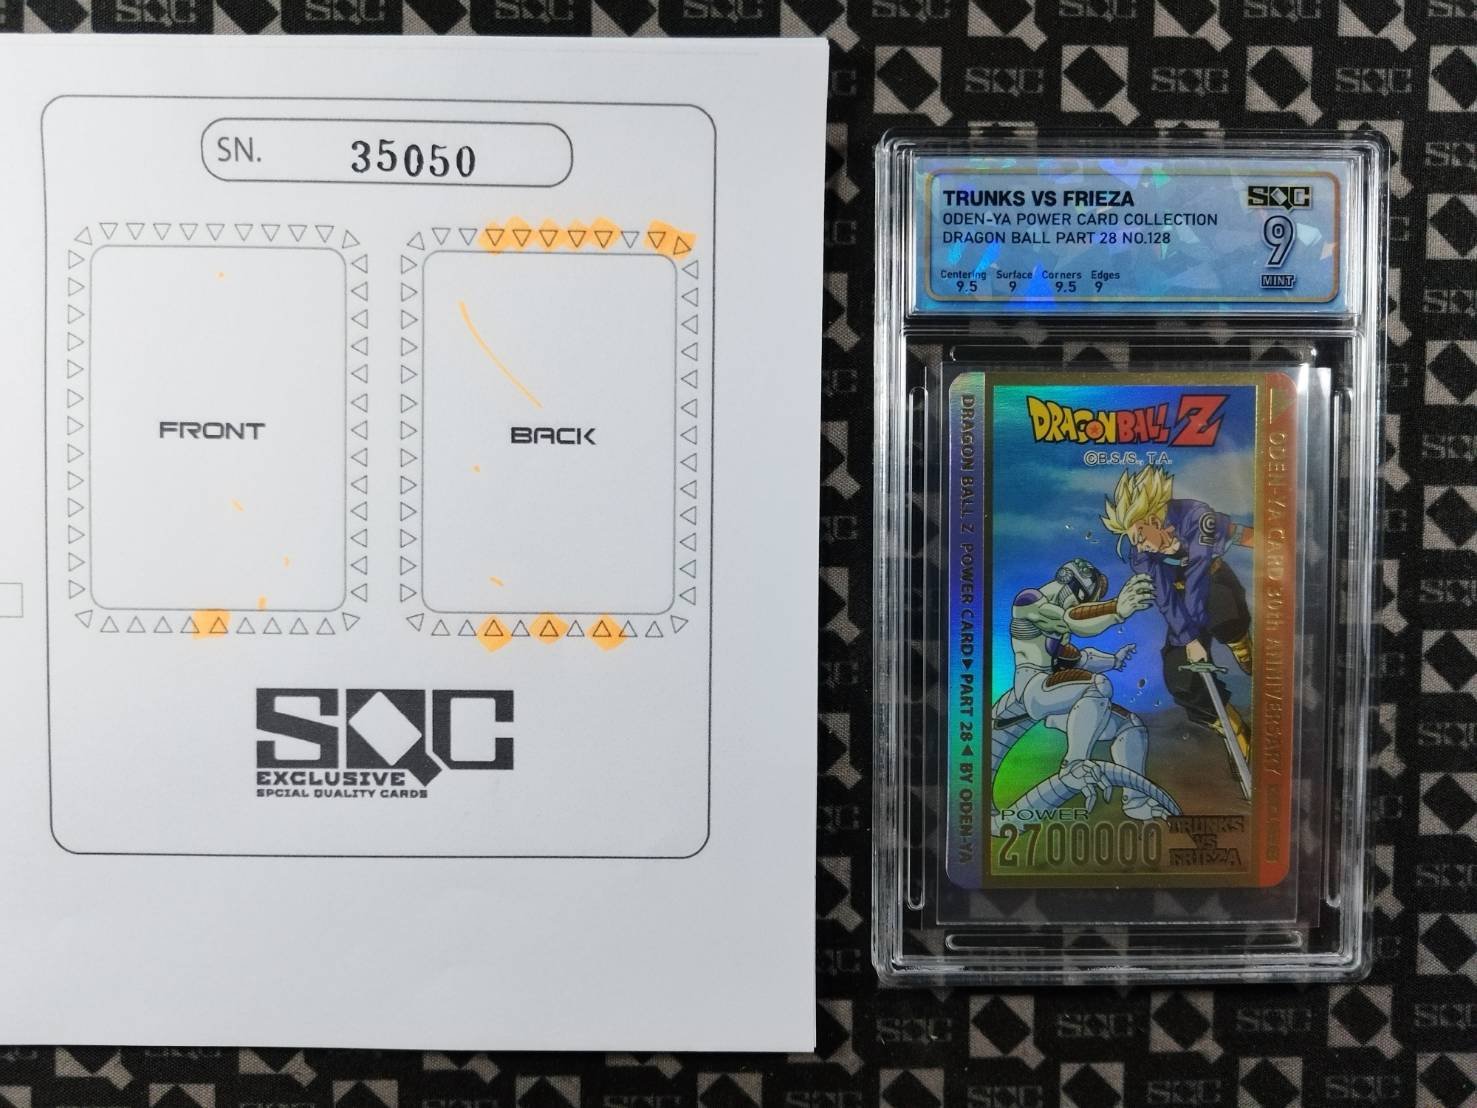 SN. 35050
FRONT
BACK
SQC
EXCLUSIVE
SPCIAL QUALITY CARDS
TRUNKS VS FRIEZA
ODEN-YA POWER CARD COLLECTION
DRAGON BALL PART 28 NO.128
Centering Surface Corners Edges
9.5 9 9.5 9
SQC
9
MINT
DRAGON BALL Z
©B.S./S., T.A.
DRAGON BALL Z POWER CARD▶PART 28◀BY ODEN-YA
ODEN-YA CARD 30th ANNIVERSARY
POWER
2700000
TRUNKS
VS
FRIEZA